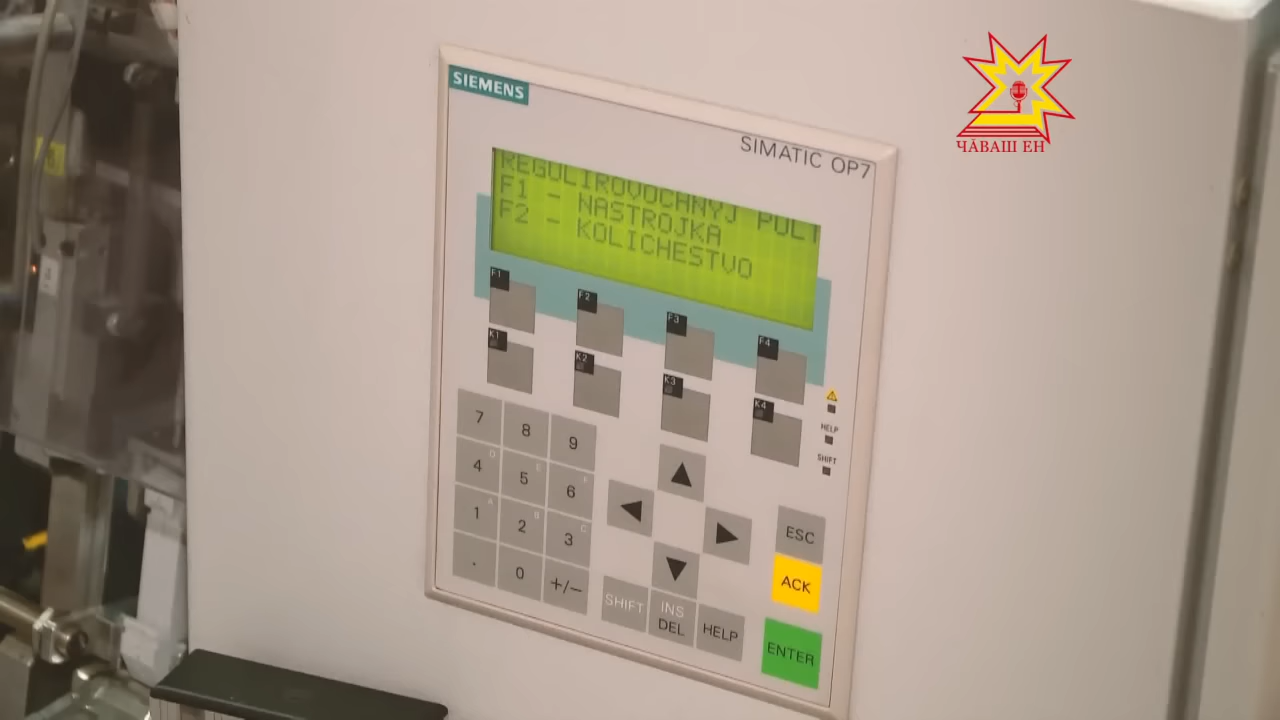 SIEMENS
SIMATIC OP7
ЧӐВАШ ЕН
REGULIROVOCHNYJ PULT
F1 - NASTROJKA
F2 - KOLICHESTVO
F1
F2
F3
F4
K1
K2
K3
K4
HELP
SHIFT
7 8 9
4 D 5 E 6 F
1 A 2 B 3 C
. 0 +/-
ESC
ACK
SHIFT
INS
DEL
HELP
ENTER